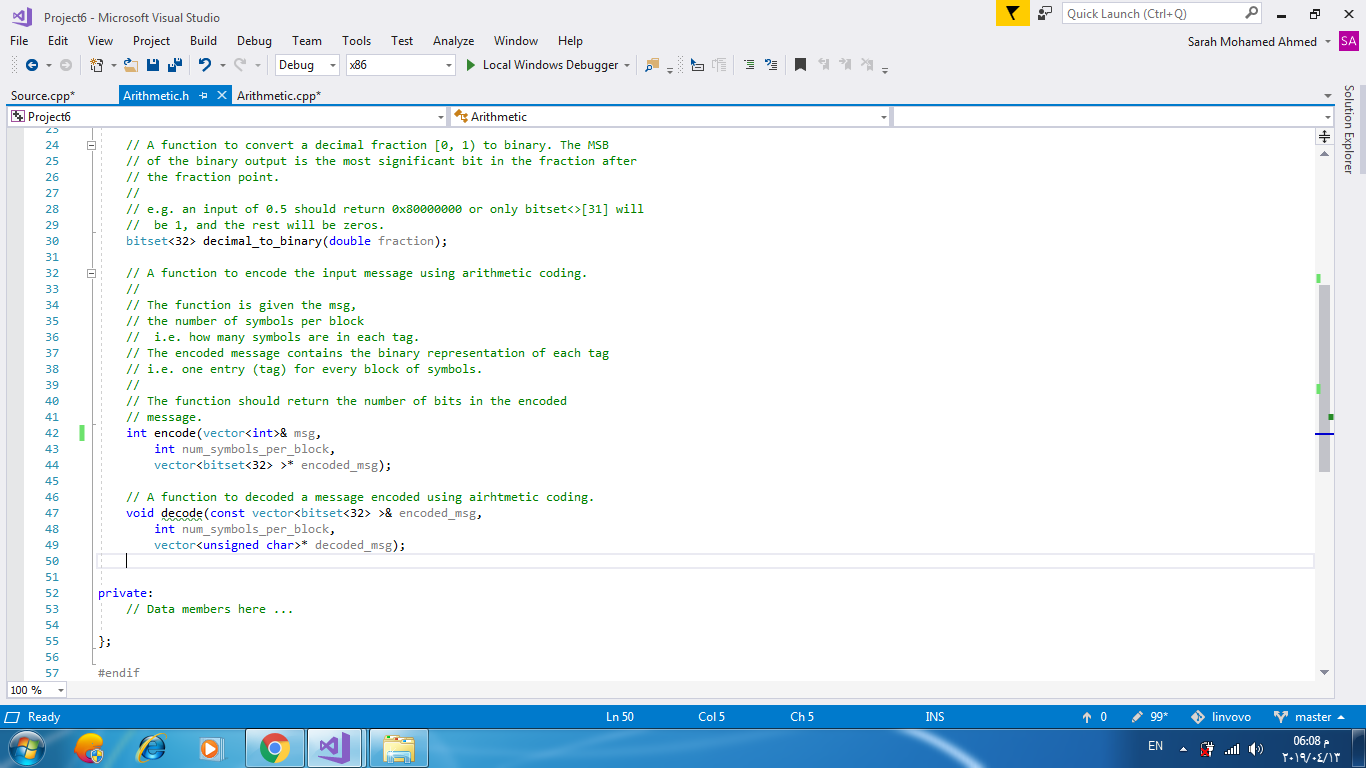 Project6 - Microsoft Visual Studio
Quick Launch (Ctrl+Q)
File Edit View Project Build Debug Team Tools Test Analyze Window Help
Sarah Mohamed Ahmed SA
Debug x86 Local Windows Debugger
Source.cpp* Arithmetic.h Arithmetic.cpp*
Project6 Arithmetic
Solution Explorer
23
24 // A function to convert a decimal fraction [0, 1) to binary. The MSB
25 // of the binary output is the most significant bit in the fraction after
26 // the fraction point.
27 //
28 // e.g. an input of 0.5 should return 0x80000000 or only bitset<>[31] will
29 //  be 1, and the rest will be zeros.
30 bitset<32> decimal_to_binary(double fraction);
31
32 // A function to encode the input message using arithmetic coding.
33 //
34 // The function is given the msg,
35 // the number of symbols per block
36 //  i.e. how many symbols are in each tag.
37 // The encoded message contains the binary representation of each tag
38 // i.e. one entry (tag) for every block of symbols.
39 //
40 // The function should return the number of bits in the encoded
41 // message.
42 int encode(vector<int>& msg,
43 int num_symbols_per_block,
44 vector<bitset<32> >* encoded_msg);
45
46 // A function to decoded a message encoded using airhtmetic coding.
47 void decode(const vector<bitset<32> >& encoded_msg,
48 int num_symbols_per_block,
49 vector<unsigned char>* decoded_msg);
50
51
52 private:
53 // Data members here ...
54
55 };
56
57 #endif
100 %
Ready Ln 50 Col 5 Ch 5 INS 0 99* linvovo master
EN
06:08 م
٢٠١٩/٠٤/١٣